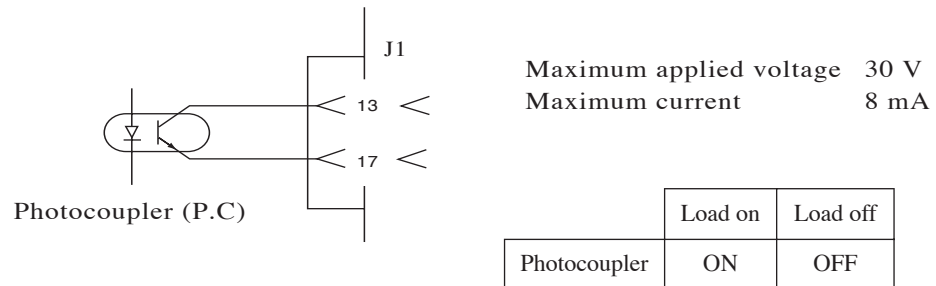 J1
13
17
Photocoupler (P.C)
Maximum applied voltage 30 V
Maximum current 8 mA
Load on Load off
Photocoupler ON OFF